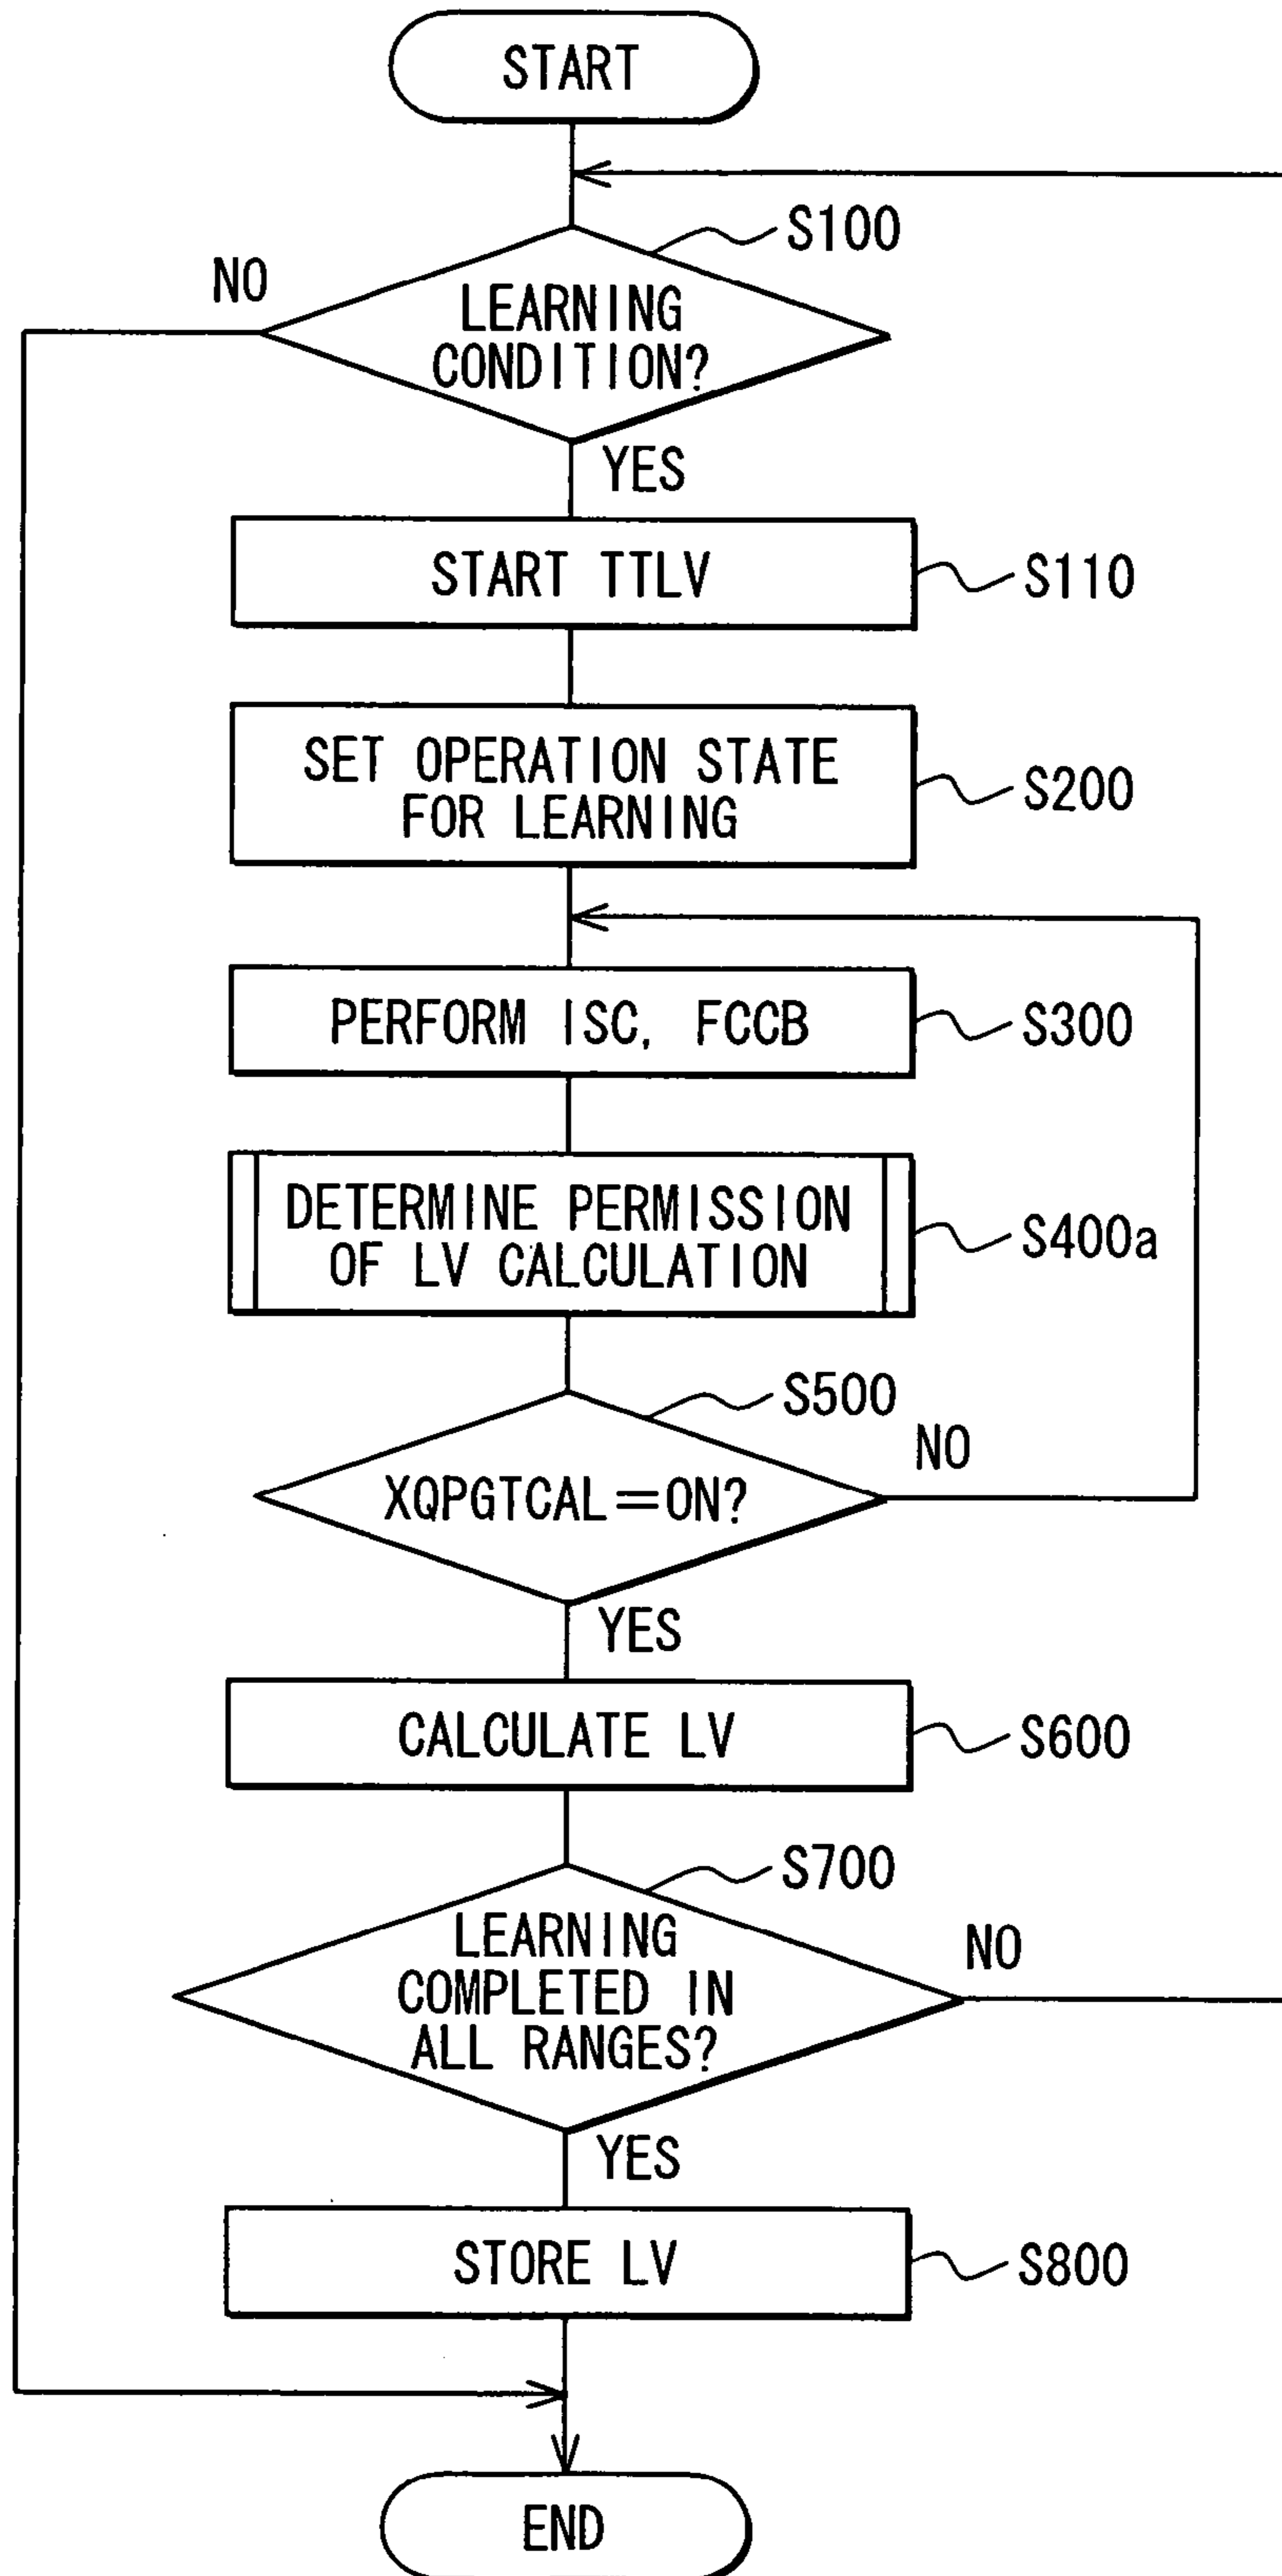 START
S100
NO
LEARNING
CONDITION?
YES
START TTLV
S110
SET OPERATION STATE
FOR LEARNING
S200
PERFORM ISC, FCCB
S300
DETERMINE PERMISSION
OF LV CALCULATION
S400a
S500
NO
XQPGTCAL=ON?
YES
CALCULATE LV
S600
S700
LEARNING
COMPLETED IN
ALL RANGES?
NO
YES
STORE LV
S800
END